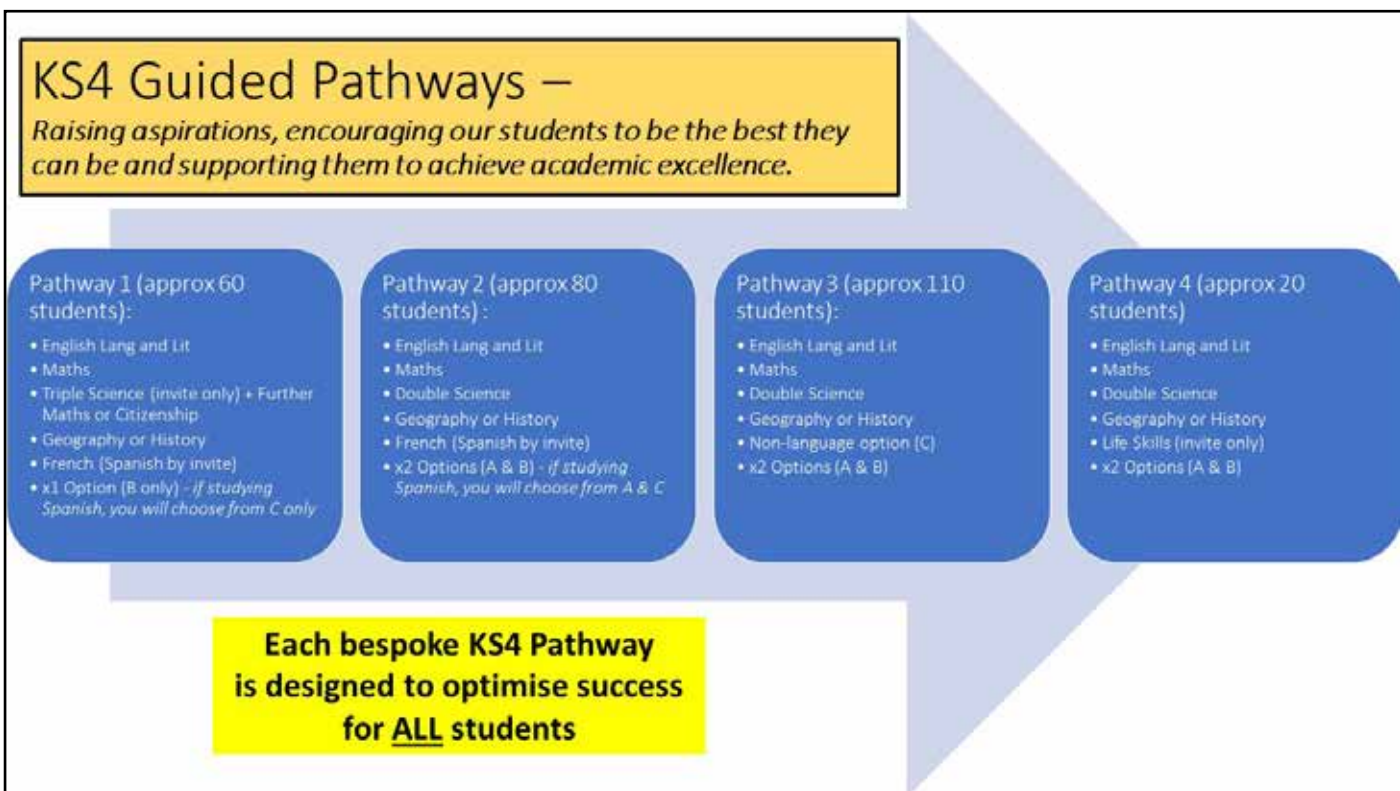 KS4 Guided Pathways –
Raising aspirations, encouraging our students to be the best they
can be and supporting them to achieve academic excellence.
Pathway 1 (approx 60
students):
• English Lang and Lit
• Maths
• Triple Science (invite only) + Further
Maths or Citizenship
• Geography or History
• French (Spanish by invite)
• x1 Option (B only) - if studying
Spanish, you will choose from C only
Pathway 2 (approx 80
students) :
• English Lang and Lit
• Maths
• Double Science
• Geography or History
• French (Spanish by invite)
• x2 Options (A & B) - if studying
Spanish, you will choose from A & C
Pathway 3 (approx 110
students):
• English Lang and Lit
• Maths
• Double Science
• Geography or History
• Non-language option (C)
• x2 Options (A & B)
Pathway 4 (approx 20
students)
• English Lang and Lit
• Maths
• Double Science
• Geography or History
• Life Skills (invite only)
• x2 Options (A & B)
Each bespoke KS4 Pathway
is designed to optimise success
for ALL students